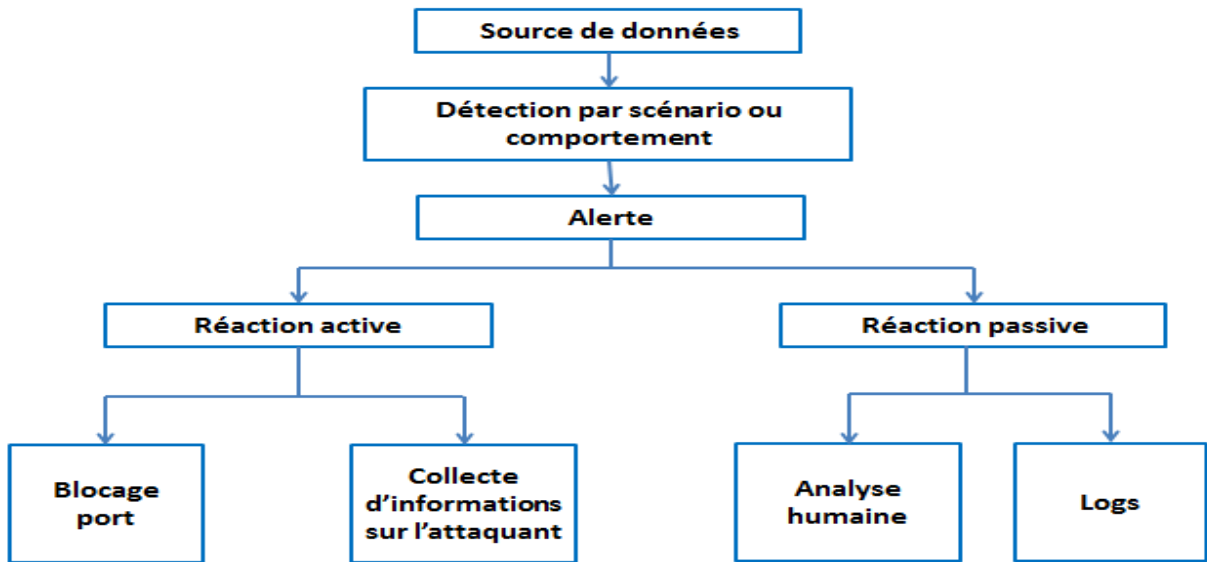 Source de données
Détection par scénario ou
comportement
Alerte
Réaction active
Réaction passive
Blocage
port
Collecte
d'informations
sur l'attaquant
Analyse
humaine
Logs